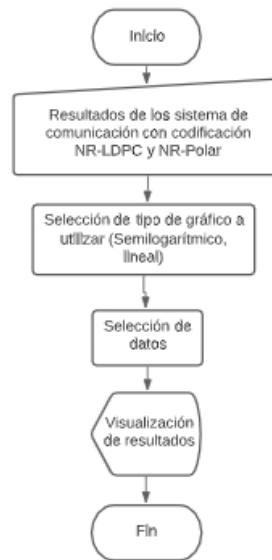 Inicio
Resultados de los sistema de
comunicación con codificación
NR-LDPC y NR-Polar
Selección de tipo de gráfico a
utilizar (Semilogarítmico,
lineal)
Selección de
datos
Visualización
de resultados
Fin